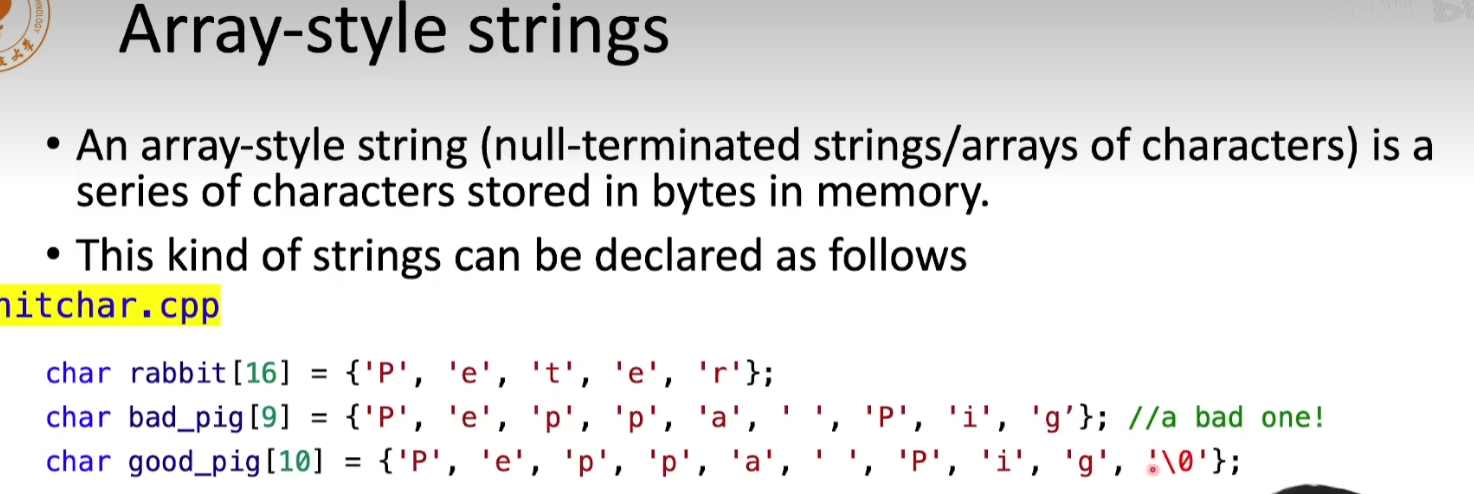 Array-style strings
• An array-style string (null-terminated strings/arrays of characters) is a
series of characters stored in bytes in memory.
• This kind of strings can be declared as follows
nitchar.cpp
char rabbit[16] = {'P', 'e', 't', 'e', 'r'};
char bad_pig[9] = {'P', 'e', 'p', 'p', 'a', ' ', 'P', 'i', 'g'}; //a bad one!
char good_pig[10] = {'P', 'e', 'p', 'p', 'a', ' ', 'P', 'i', 'g', '\0'};